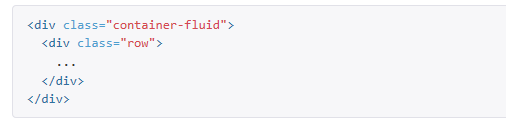 <div class="container-fluid">
  <div class="row">
    ...
  </div>
</div>